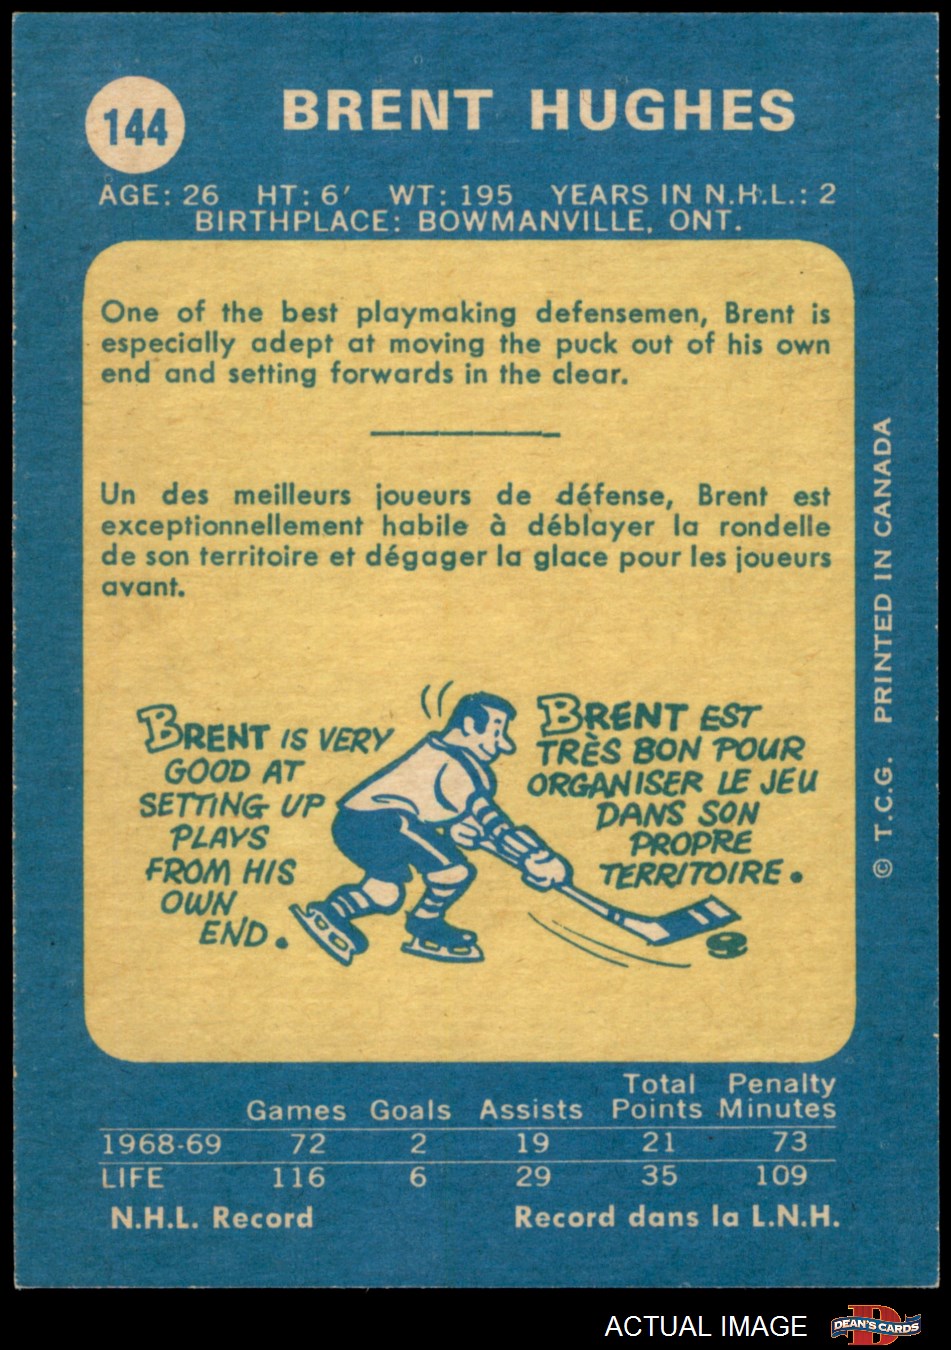 144
BRENT HUGHES
AGE: 26 HT: 6′ WT: 195 YEARS IN N.H.L.: 2
BIRTHPLACE: BOWMANVILLE, ONT.
One of the best playmaking defensemen, Brent is
especially adept at moving the puck out of his own
end and setting forwards in the clear.
Un des meilleurs joueurs de défense, Brent est
exceptionnellement habile à déblayer la rondelle
de son territoire et dégager la glace pour les joueurs
avant.
BRENT IS VERY
GOOD AT
SETTING UP
PLAYS
FROM HIS
OWN
END.
BRENT EST
TRÈS BON POUR
ORGANISER LE JEU
DANS SON
PROPRE
TERRITOIRE.
© T.C.G. PRINTED IN CANADA
Games Goals Assists Total Points Penalty Minutes
1968-69 72 2 19 21 73
LIFE 116 6 29 35 109
N.H.L. Record Record dans la L.N.H.
ACTUAL IMAGE
D
DEAN'S CARDS